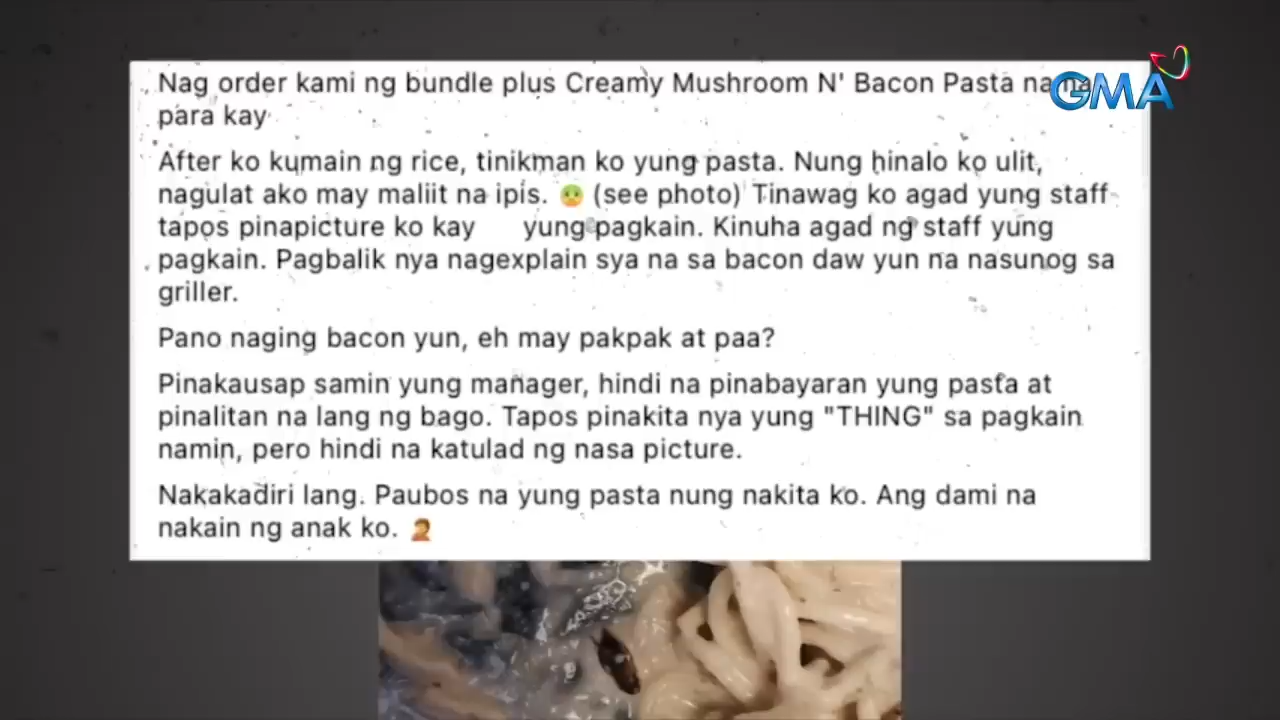 Nag order kami ng bundle plus Creamy Mushroom N' Bacon Pasta na
GMA
para kay
After ko kumain ng rice, tinikman ko yung pasta. Nung hinalo ko ulit,
nagulat ako may maliit na ipis. 🤢 (see photo) Tinawag ko agad yung staff
tapos pinapicture ko kay yung pagkain. Kinuha agad ng staff yung
pagkain. Pagbalik nya nagexplain sya na sa bacon daw yun na nasunog sa
griller.
Pano naging bacon yun, eh may pakpak at paa?
Pinakausap samin yung manager, hindi na pinabayaran yung pasta at
pinalitan na lang ng bago. Tapos pinakita nya yung "THING" sa pagkain
namin, pero hindi na katulad ng nasa picture.
Nakakadiri lang. Paubos na yung pasta nung nakita ko. Ang dami na
nakain ng anak ko. 🤦